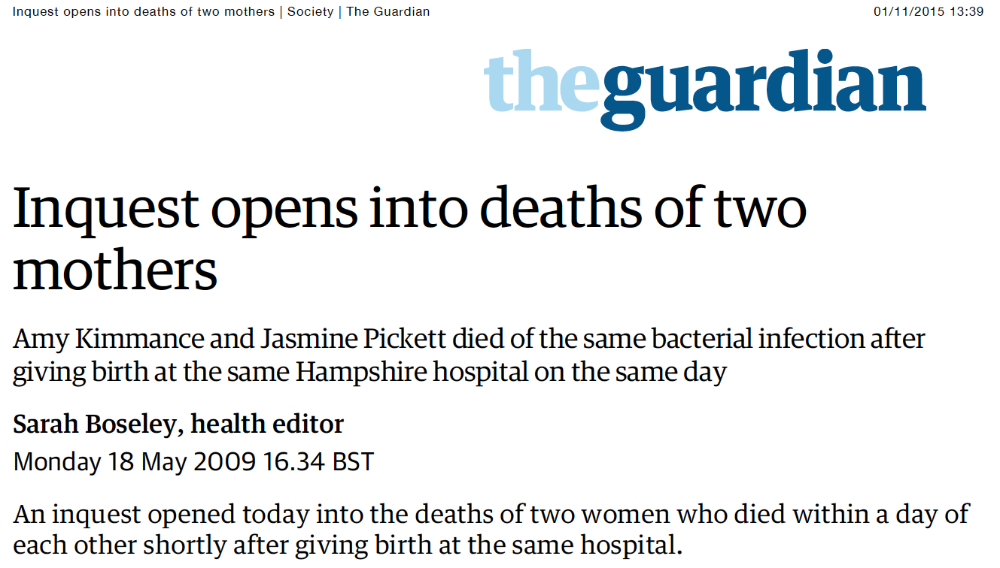 Inquest opens into deaths of two mothers | Society | The Guardian
01/11/2015 13:39
theguardian
Inquest opens into deaths of two
mothers
Amy Kimmance and Jasmine Pickett died of the same bacterial infection after
giving birth at the same Hampshire hospital on the same day
Sarah Boseley, health editor
Monday 18 May 2009 16.34 BST
An inquest opened today into the deaths of two women who died within a day of
each other shortly after giving birth at the same hospital.